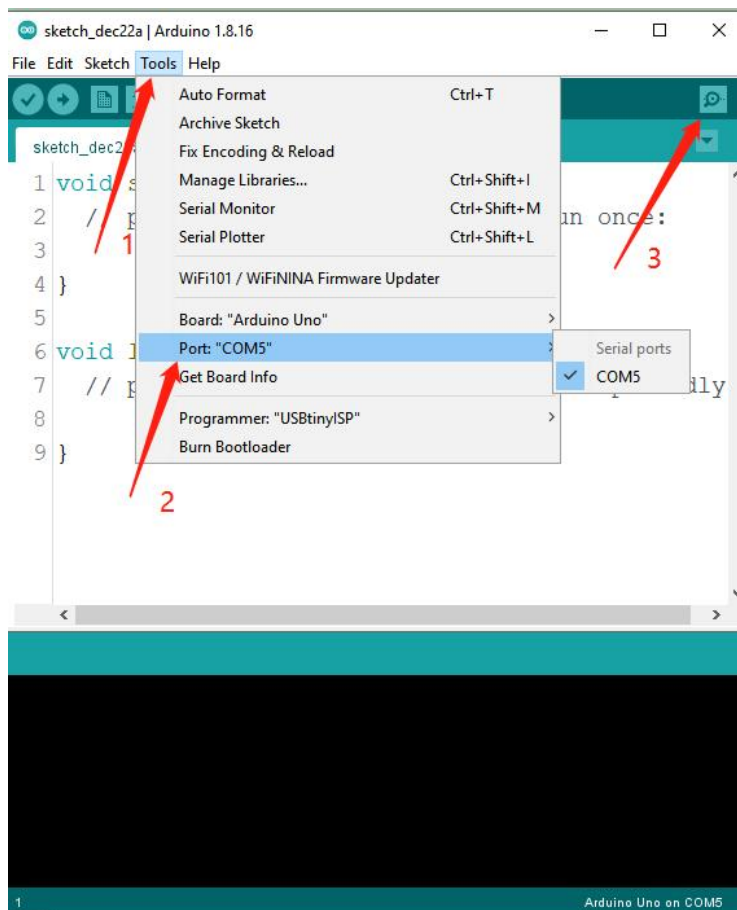 sketch_dec22a | Arduino 1.8.16
File Edit Sketch Tools Help
Auto Format Ctrl+T
sketch_dec2
Archive Sketch
Fix Encoding & Reload
Manage Libraries... Ctrl+Shift+I
Serial Monitor Ctrl+Shift+M
Serial Plotter Ctrl+Shift+L
WiFi101 / WiFiNINA Firmware Updater
Board: "Arduino Uno"
Port: "COM5"
Get Board Info
Programmer: "USBtinyISP"
Burn Bootloader
Serial ports
COM5
1 void s
2 // p un once:
3
4 }
5
6 void l
7 // p dly
8
9 }
1
2
3
1 Arduino Uno on COM5